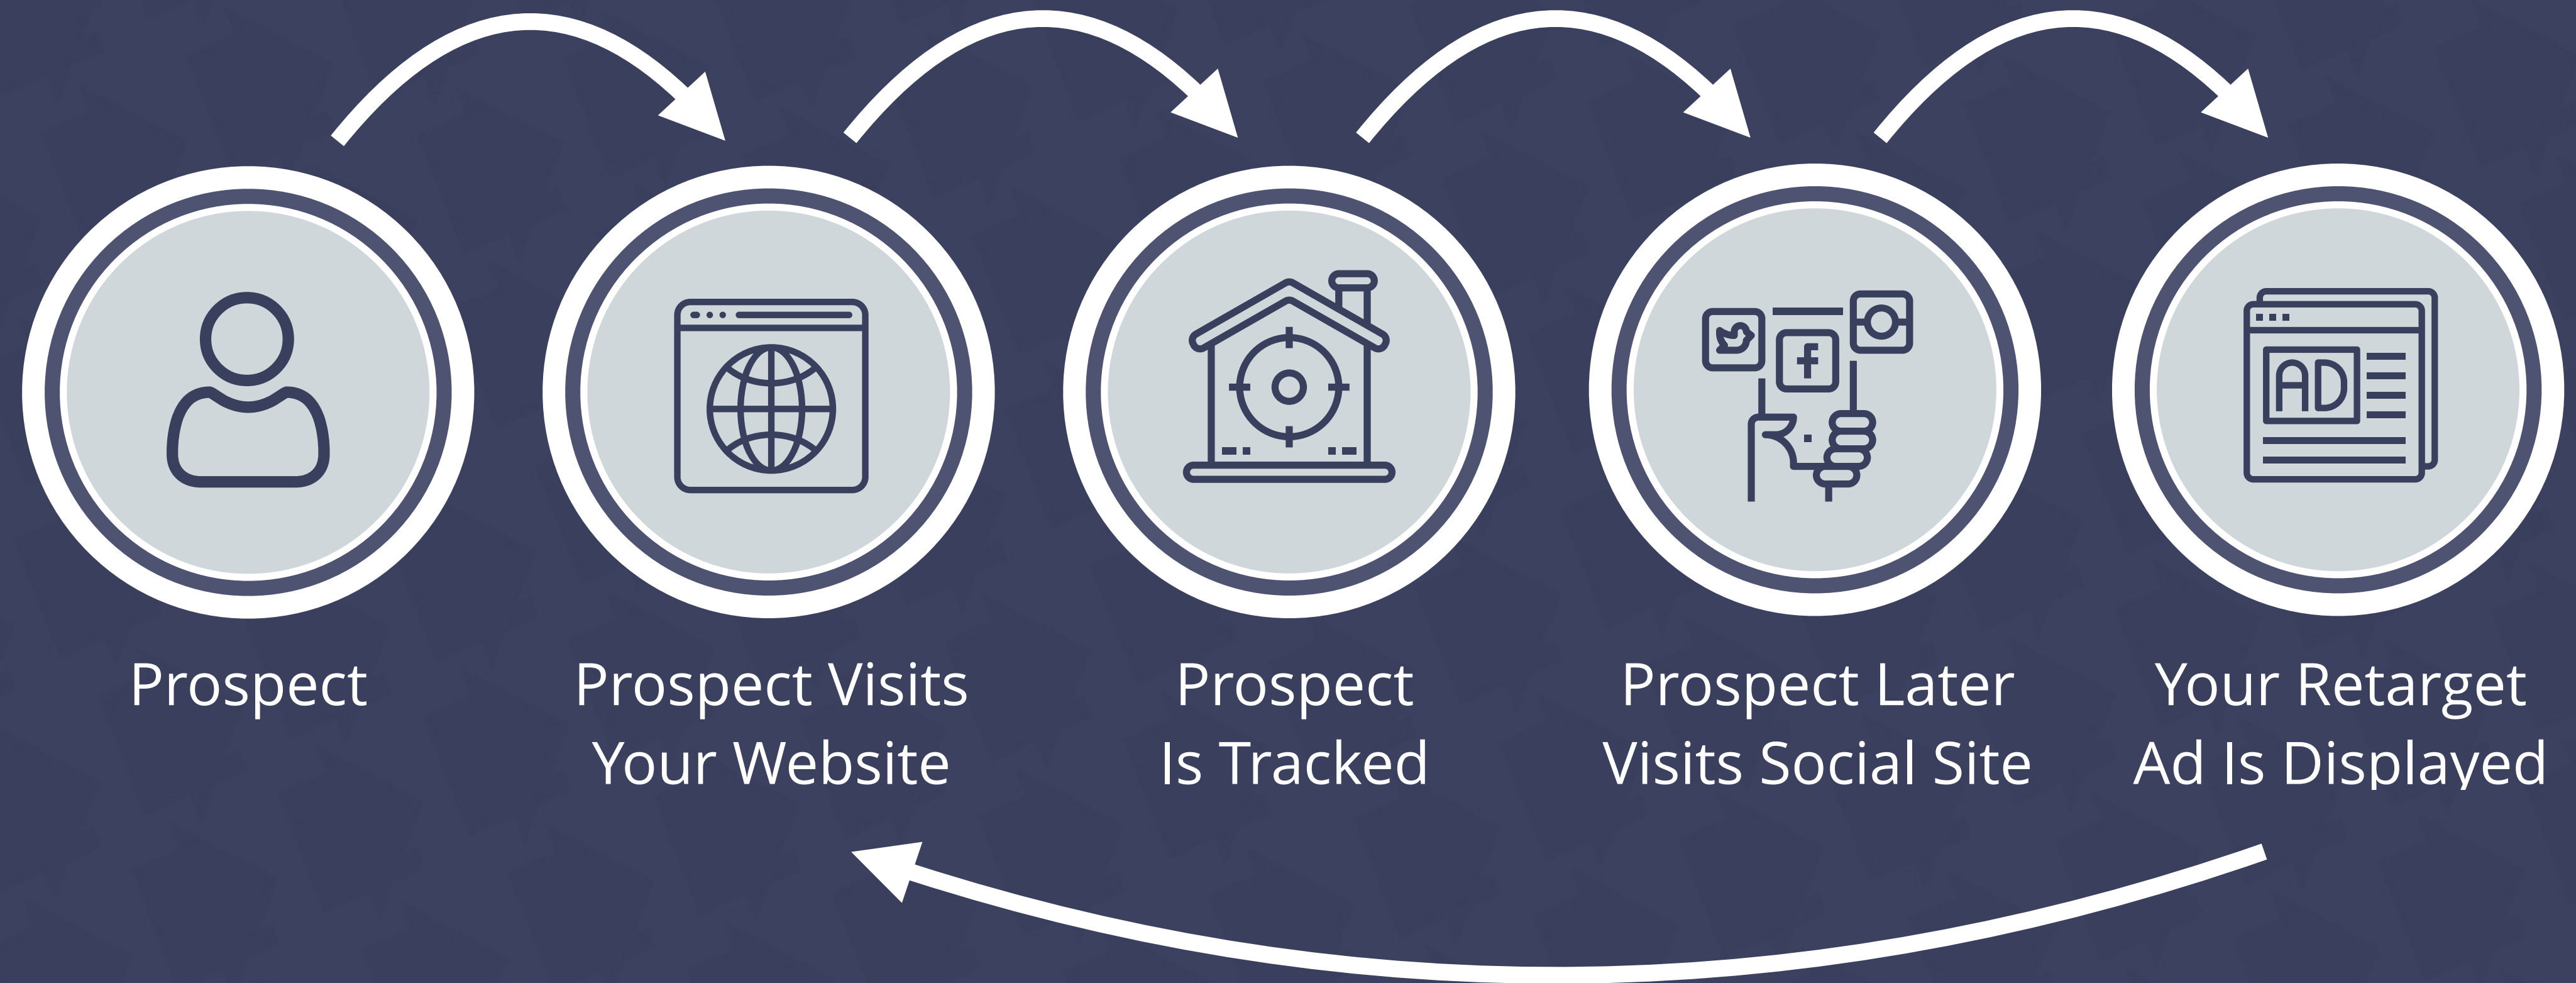 AD
Prospect
Prospect Visits
Your Website
Prospect
Is Tracked
Prospect Later
Visits Social Site
Your Retarget
Ad Is Displayed